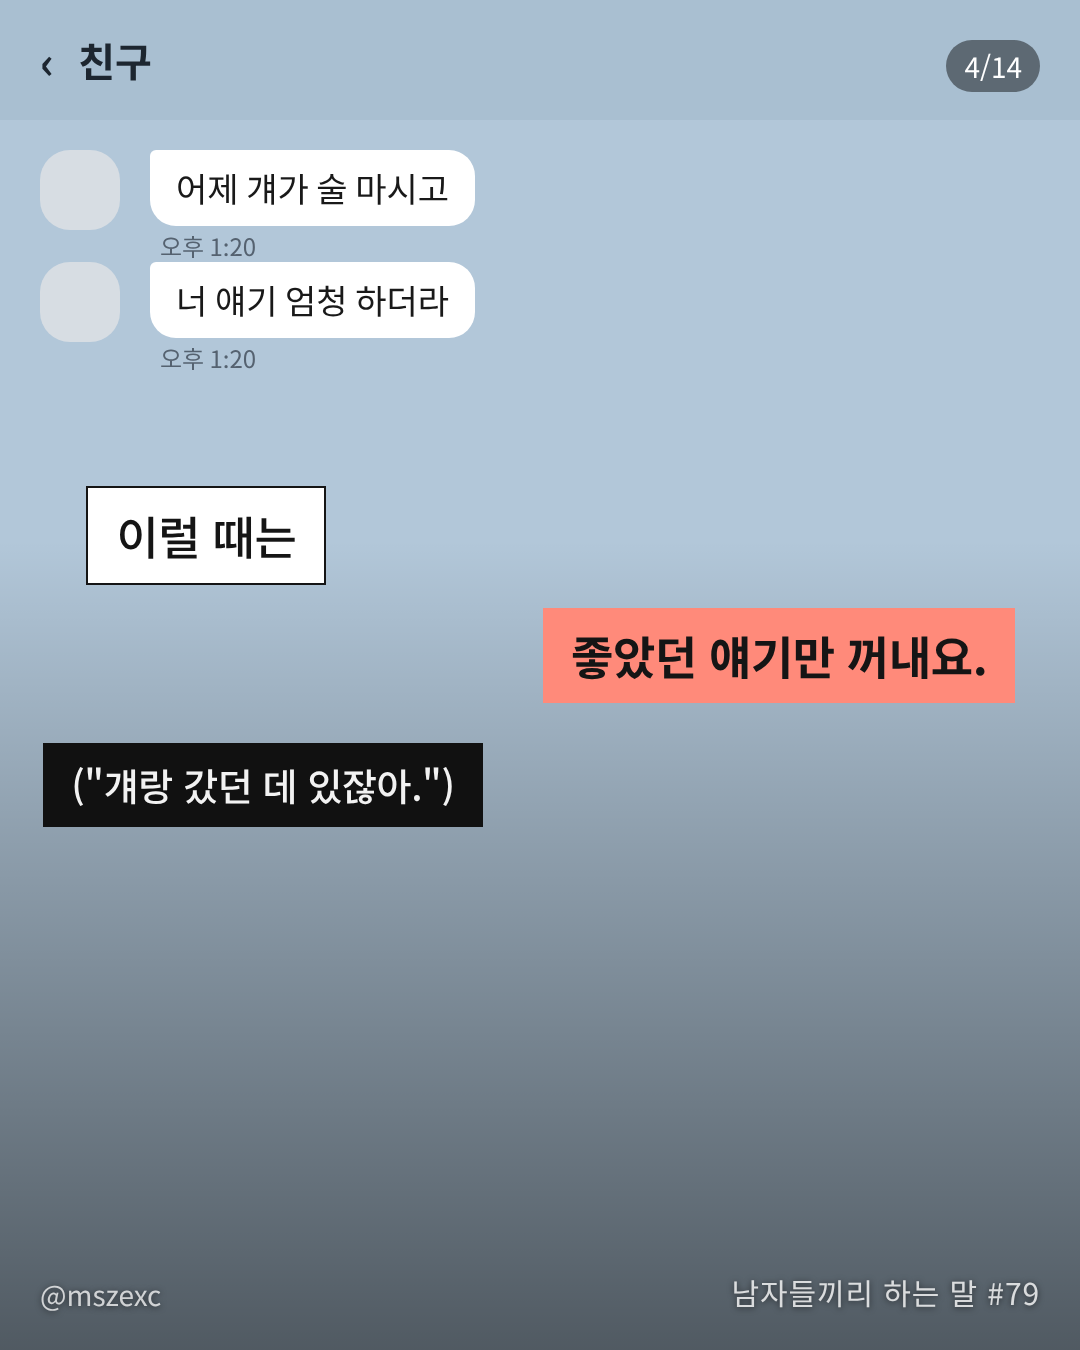 ‹ 친구
4/14
어제 걔가 술 마시고
오후 1:20
너 얘기 엄청 하더라
오후 1:20
이럴 때는
좋았던 얘기만 꺼내요.
("걔랑 갔던 데 있잖아.")
@mszexc
남자들끼리 하는 말 #79